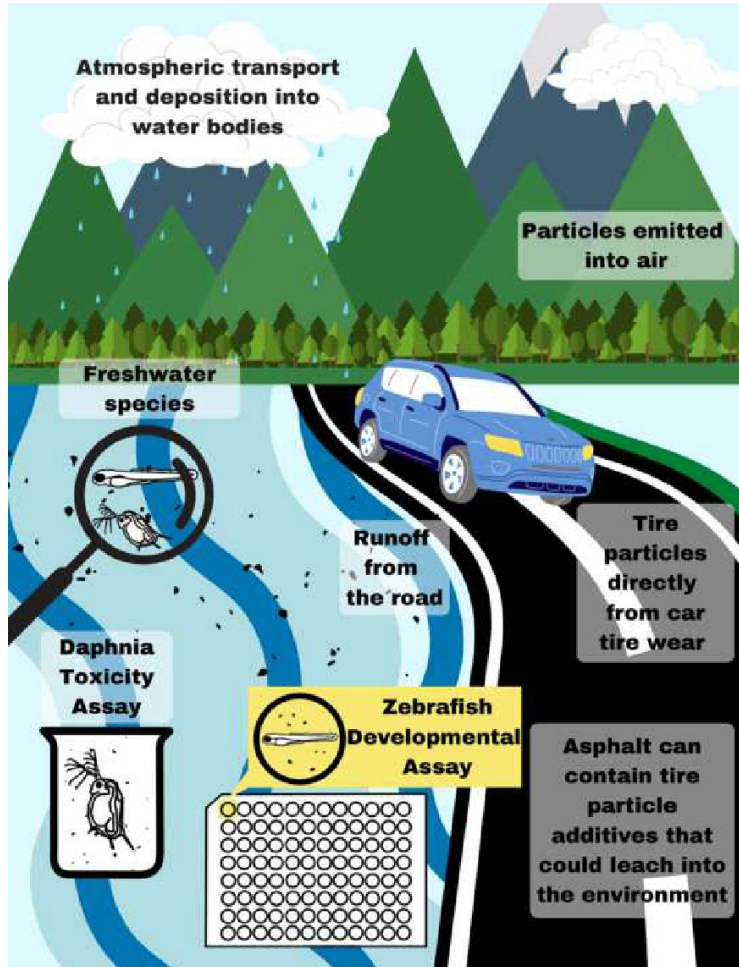 Atmospheric transport
and deposition into
water bodies
Particles emitted
into air
Freshwater
species
Runoff
from
the road
Tire
particles
directly
from car
tire wear
Daphnia
Toxicity
Assay
Zebrafish
Developmental
Assay
Asphalt can
contain tire
particle
additives that
could leach into
the environment